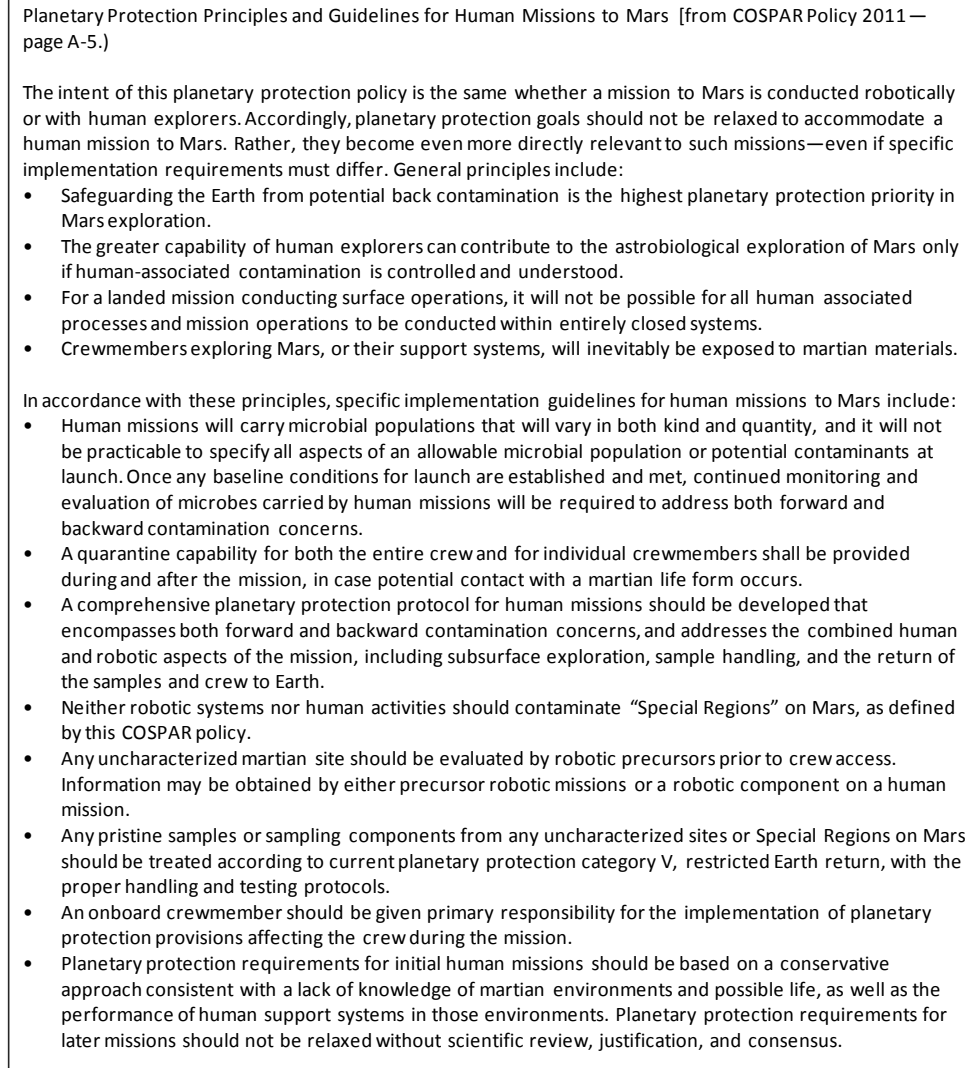 Planetary Protection Principles and Guidelines for Human Missions to Mars [from COSPAR Policy 2011—
page A-5.)
The intent of this planetary protection policy is the same whether a mission to Mars is conducted robotically
or with human explorers. Accordingly, planetary protection goals should not be relaxed to accommodate a
human mission to Mars. Rather, they become even more directly relevant to such missions—even if specific
implementation requirements must differ. General principles include:
• Safeguarding the Earth from potential back contamination is the highest planetary protection priority in
Mars exploration.
• The greater capability of human explorers can contribute to the astrobiological exploration of Mars only
if human-associated contamination is controlled and understood.
• For a landed mission conducting surface operations, it will not be possible for all human associated
processes and mission operations to be conducted within entirely closed systems.
• Crewmembers exploring Mars, or their support systems, will inevitably be exposed to martian materials.
In accordance with these principles, specific implementation guidelines for human missions to Mars include:
• Human missions will carry microbial populations that will vary in both kind and quantity, and it will not
be practicable to specify all aspects of an allowable microbial population or potential contaminants at
launch. Once any baseline conditions for launch are established and met, continued monitoring and
evaluation of microbes carried by human missions will be required to address both forward and
backward contamination concerns.
• A quarantine capability for both the entire crew and for individual crewmembers shall be provided
during and after the mission, in case potential contact with a martian life form occurs.
• A comprehensive planetary protection protocol for human missions should be developed that
encompasses both forward and backward contamination concerns, and addresses the combined human
and robotic aspects of the mission, including subsurface exploration, sample handling, and the return of
the samples and crew to Earth.
• Neither robotic systems nor human activities should contaminate “Special Regions” on Mars, as defined
by this COSPAR policy.
• Any uncharacterized martian site should be evaluated by robotic precursors prior to crew access.
Information may be obtained by either precursor robotic missions or a robotic component on a human
mission.
• Any pristine samples or sampling components from any uncharacterized sites or Special Regions on Mars
should be treated according to current planetary protection category V, restricted Earth return, with the
proper handling and testing protocols.
• An onboard crewmember should be given primary responsibility for the implementation of planetary
protection provisions affecting the crew during the mission.
• Planetary protection requirements for initial human missions should be based on a conservative
approach consistent with a lack of knowledge of martian environments and possible life, as well as the
performance of human support systems in those environments. Planetary protection requirements for
later missions should not be relaxed without scientific review, justification, and consensus.